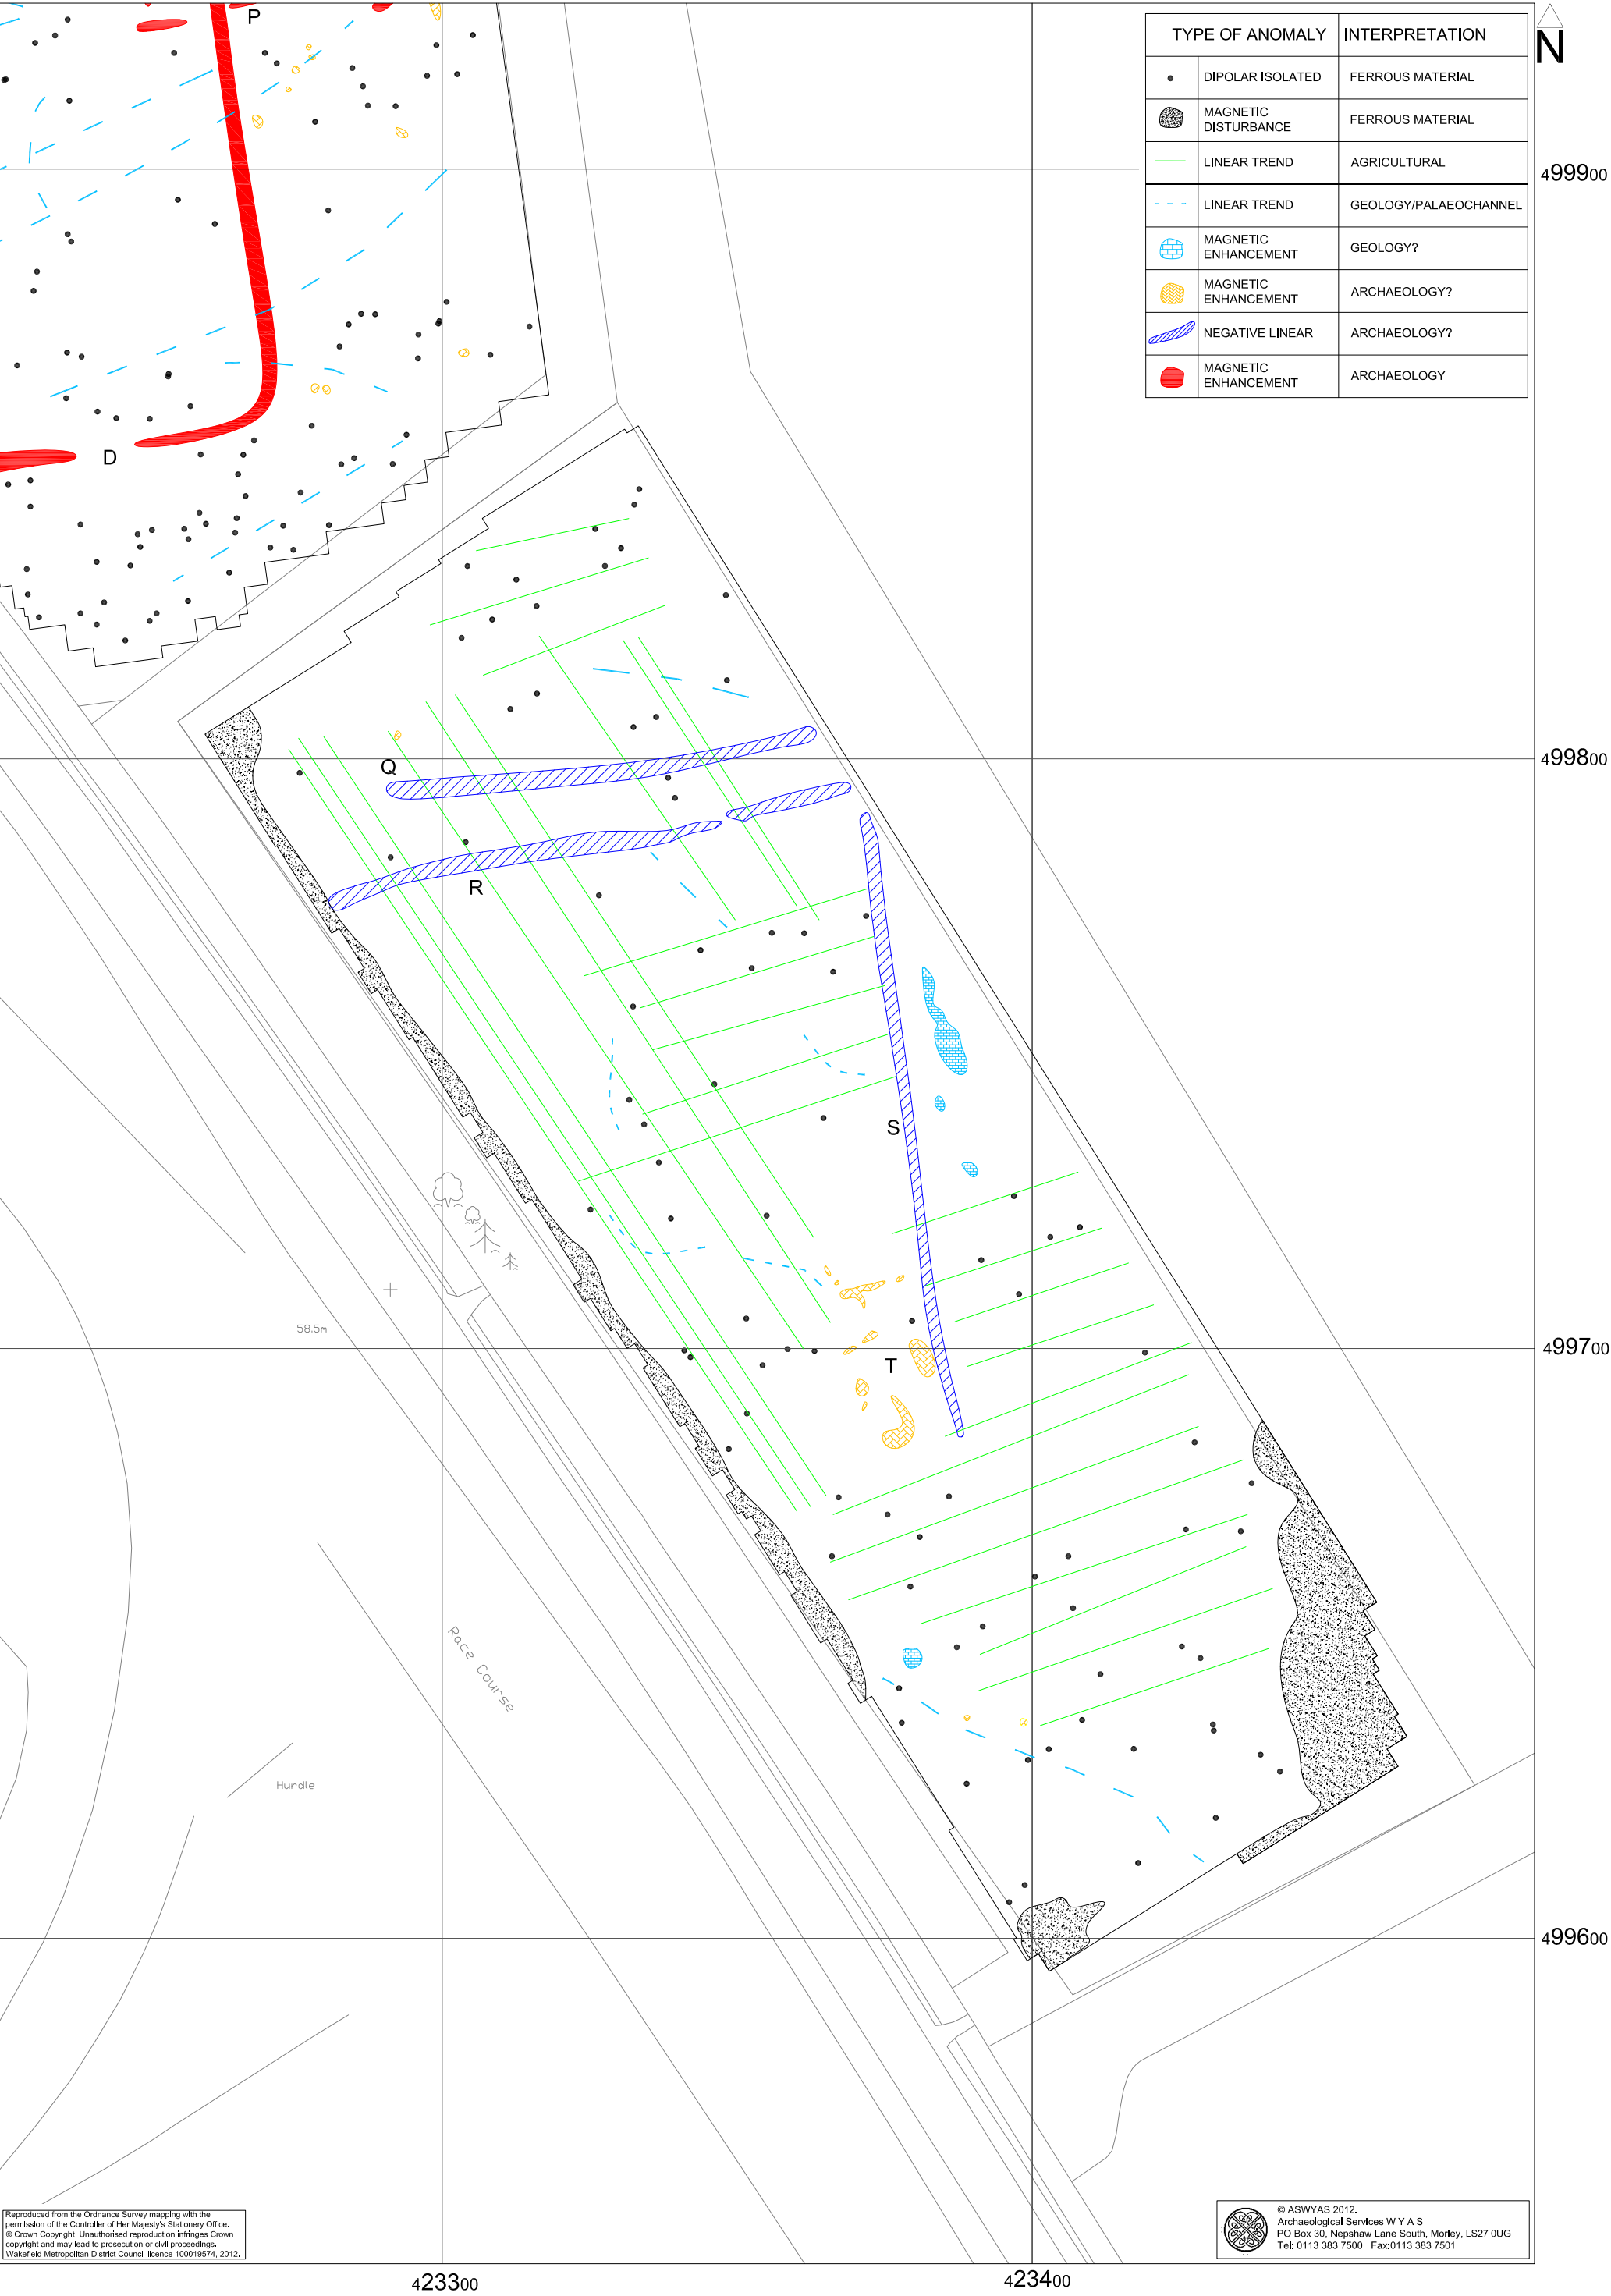 P
TYPE OF ANOMALY INTERPRETATION
N
DIPOLAR ISOLATED FERROUS MATERIAL
MAGNETIC
DISTURBANCE FERROUS MATERIAL
LINEAR TREND AGRICULTURAL
499900
LINEAR TREND GEOLOGY/PALAEOCHANNEL
MAGNETIC
ENHANCEMENT GEOLOGY?
MAGNETIC
ENHANCEMENT ARCHAEOLOGY?
NEGATIVE LINEAR ARCHAEOLOGY?
MAGNETIC
ENHANCEMENT ARCHAEOLOGY
D
499800
Q
R
S
58.5m
499700
T
Race Course
Hurdle
499600
Reproduced from the Ordnance Survey mapping with the
permission of the Controller of Her Majesty's Stationery Office.
© Crown Copyright. Unauthorised reproduction infringes Crown
copyright and may lead to prosecution or civil proceedings.
Wakefield Metropolitan District Council licence 100019574, 2012.
© ASWYAS 2012.
Archaeological Services W Y A S
PO Box 30, Nepshaw Lane South, Morley, LS27 0UG
Tel: 0113 383 7500 Fax:0113 383 7501
423300
423400